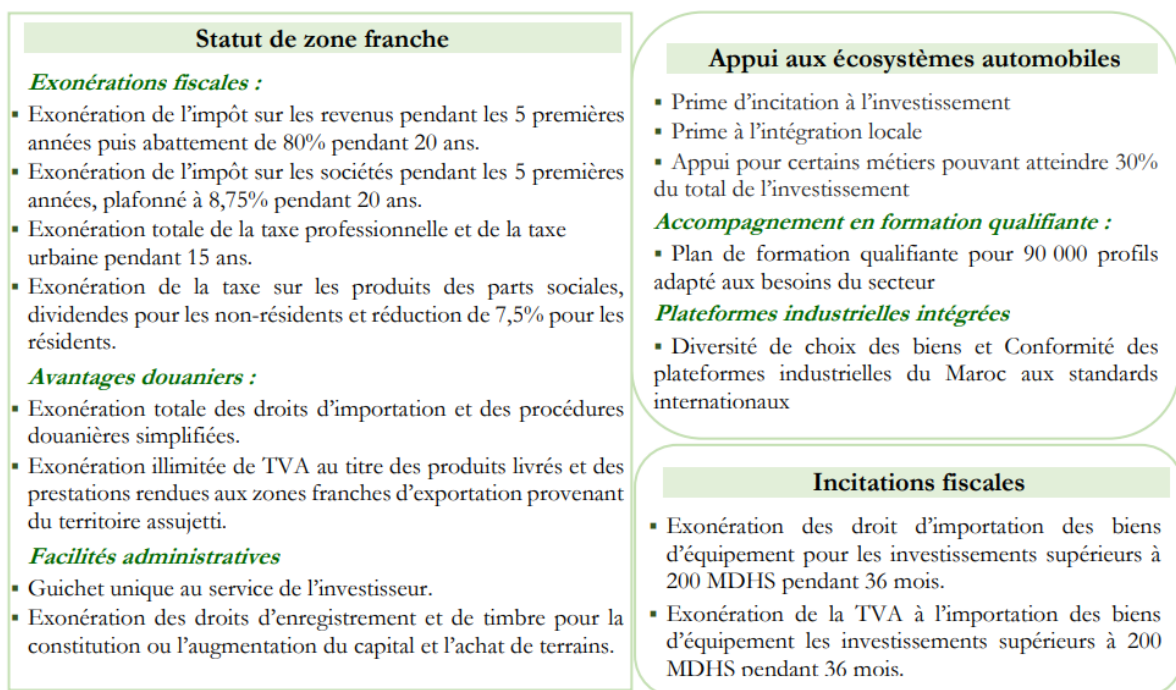 Statut de zone franche
Exonérations fiscales :
▪ Exonération de l’impôt sur les revenus pendant les 5 premières
années puis abattement de 80% pendant 20 ans.
▪ Exonération de l’impôt sur les sociétés pendant les 5 premières
années, plafonné à 8,75% pendant 20 ans.
▪ Exonération totale de la taxe professionnelle et de la taxe
urbaine pendant 15 ans.
▪ Exonération de la taxe sur les produits des parts sociales,
dividendes pour les non-résidents et réduction de 7,5% pour les
résidents.
Avantages douaniers :
▪ Exonération totale des droits d’importation et des procédures
douanières simplifiées.
▪ Exonération illimitée de TVA au titre des produits livrés et des
prestations rendues aux zones franches d’exportation provenant
du territoire assujetti.
Facilités administratives
▪ Guichet unique au service de l’investisseur.
▪ Exonération des droits d’enregistrement et de timbre pour la
constitution ou l’augmentation du capital et l’achat de terrains.
Appui aux écosystèmes automobiles
▪ Prime d’incitation à l’investissement
▪ Prime à l’intégration locale
▪ Appui pour certains métiers pouvant atteindre 30%
du total de l’investissement
Accompagnement en formation qualifiante :
▪ Plan de formation qualifiante pour 90 000 profils
adapté aux besoins du secteur
Plateformes industrielles intégrées
▪ Diversité de choix des biens et Conformité des
plateformes industrielles du Maroc aux standards
internationaux
Incitations fiscales
▪ Exonération des droit d’importation des biens
d’équipement pour les investissements supérieurs à
200 MDHS pendant 36 mois.
▪ Exonération de la TVA à l’importation des biens
d’équipement les investissements supérieurs à 200
MDHS pendant 36 mois.